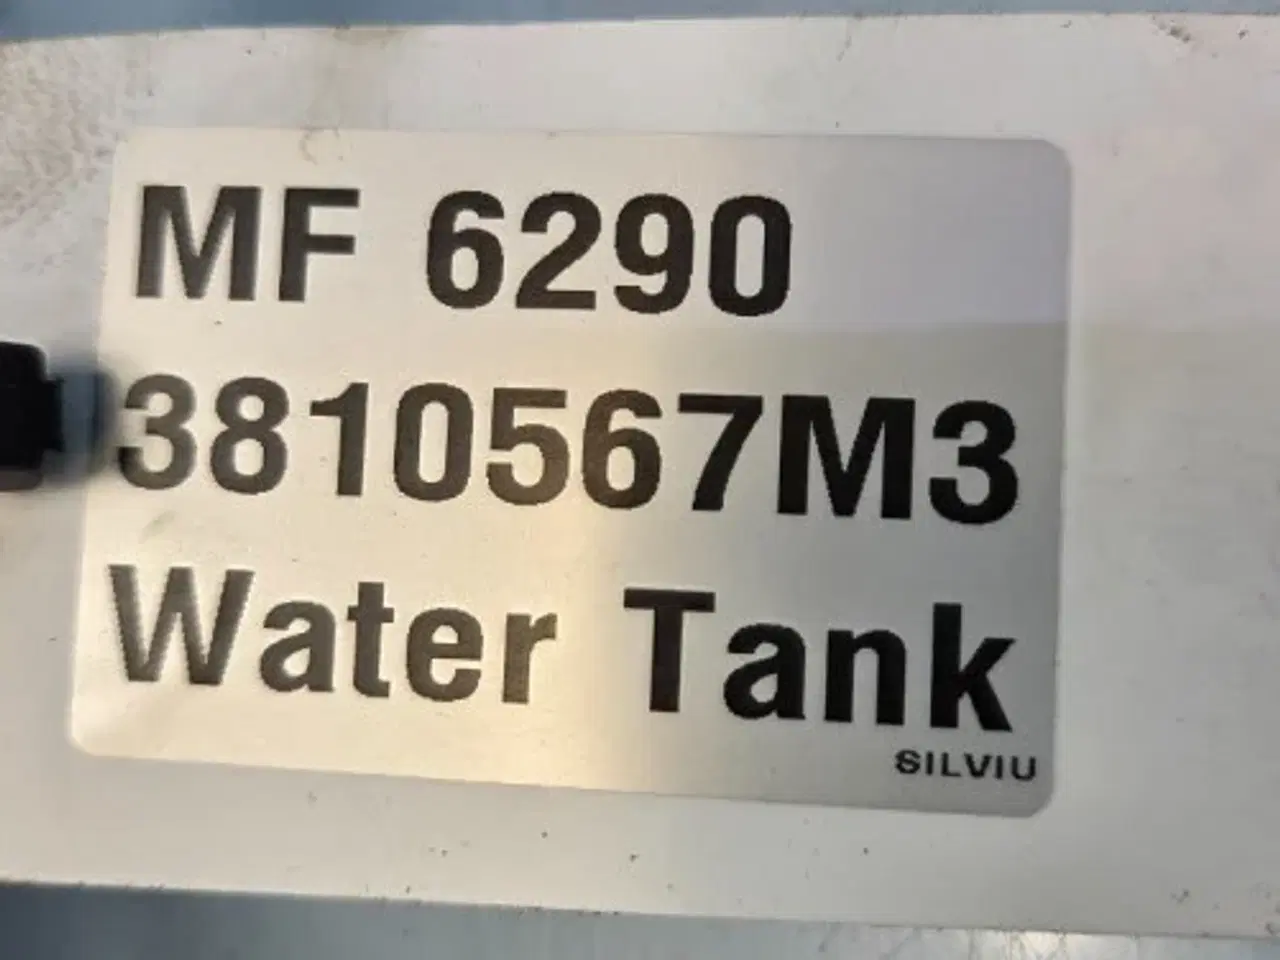 MF 6290
3810567M3
Water Tank
SILVIU